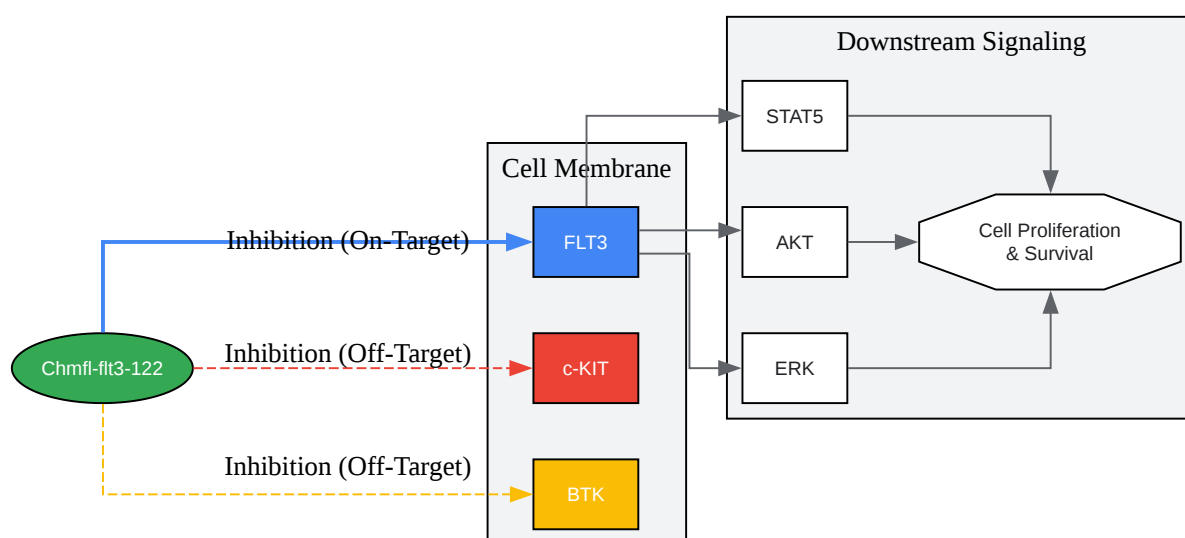 Downstream Signaling
STAT5
Cell Membrane
Inhibition (On-Target)
FLT3
AKT
Cell Proliferation
& Survival
Inhibition (Off-Target)
Chmfl-flt3-122
c-KIT
ERK
Inhibition (Off-Target)
BTK